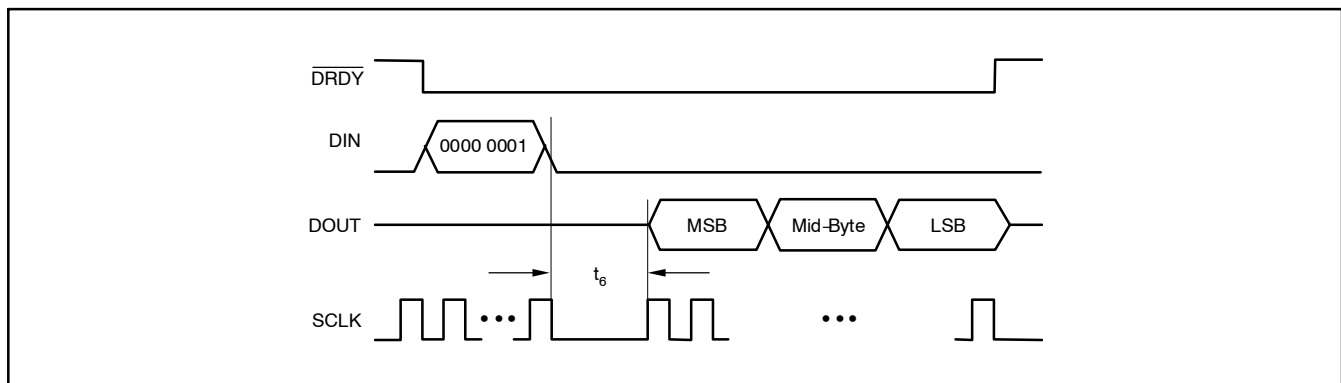 DRDY
DIN
0000 0001
DOUT
MSB
Mid-Byte
LSB
t6
SCLK